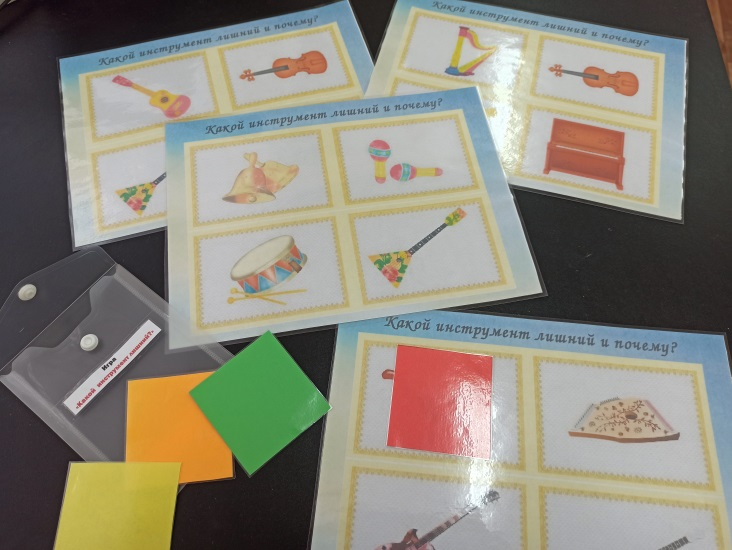 Какой инструмент лишний и почему?
Какой инструмент лишний и почему?
Какой инструмент лишний и почему?
Игра
«Какой инструмент лишний?»
Какой инструмент лишний и почему?